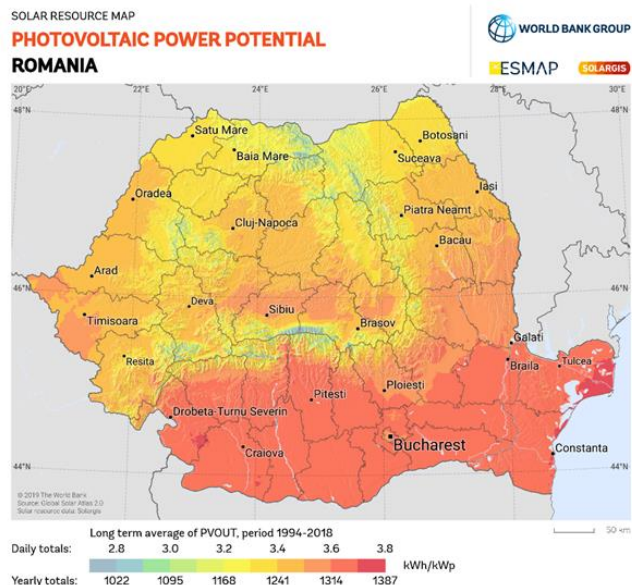 SOLAR RESOURCE MAP
PHOTOVOLTAIC POWER POTENTIAL
ROMANIA
WORLD BANK GROUP
ESMAP
SOLARGIS
20°E
22°E
24°E
26°E
28°E
30°E
48°N
48°N
Satu Mare
Botosani
Baia Mare
Suceava
Oradea
Iasi
Piatra Neamt
Cluj-Napoca
Bacau
Arad
46°N
46°N
Deva
Sibiu
Timisoara
Brasov
Galati
Resita
Braila
Tulcea
Ploiesti
Pitesti
Drobeta-Turnu Severin
Bucharest
Craiova
Constanta
44°N
44°N
© 2019 The World Bank
Source: Global Solar Atlas 2.0
Solar resource data: Solargis
50 km
Long term average of PVOUT, period 1994-2018
Daily totals: 2.8 3.0 3.2 3.4 3.6 3.8
kWh/kWp
Yearly totals: 1022 1095 1168 1241 1314 1387